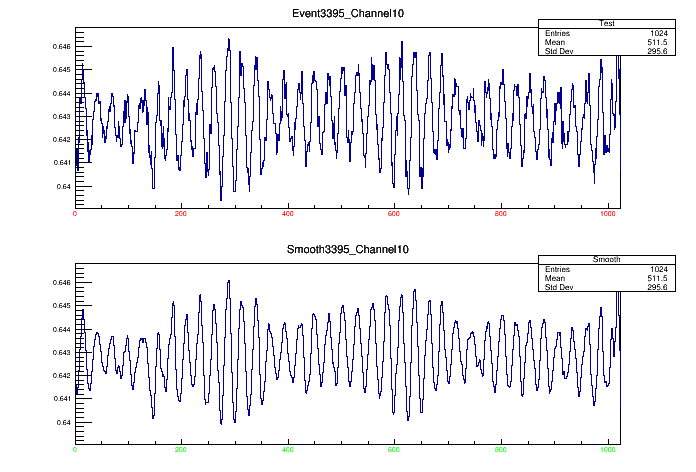 Event3395_Channel10
Test
Entries 1024
Mean 511.5
Std Dev 295.6
0.646
0.645
0.644
0.643
0.642
0.641
0.64
0 200 400 600 800 1000
Smooth3395_Channel10
Smooth
Entries 1024
Mean 511.5
Std Dev 295.6
0.646
0.645
0.644
0.643
0.642
0.641
0.64
0 200 400 600 800 1000